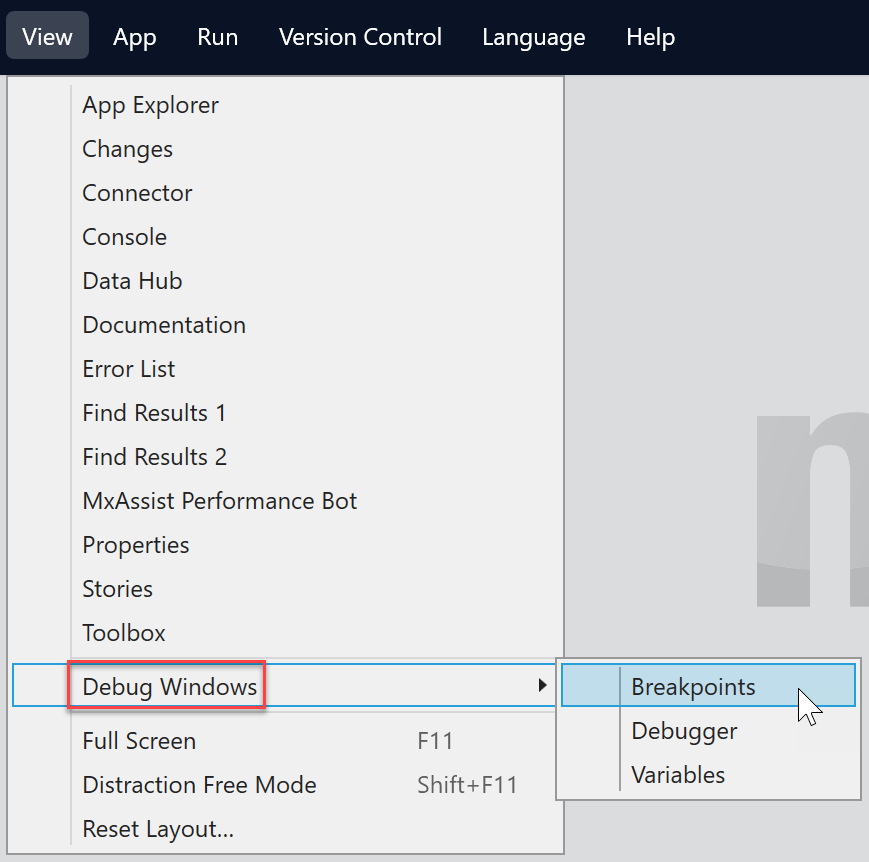 View App Run Version Control Language Help
App Explorer
Changes
Connector
Console
Data Hub
Documentation
Error List
Find Results 1
Find Results 2
MxAssist Performance Bot
Properties
Stories
Toolbox
Debug Windows
Breakpoints
Debugger
Variables
Full Screen F11
Distraction Free Mode Shift+F11
Reset Layout...